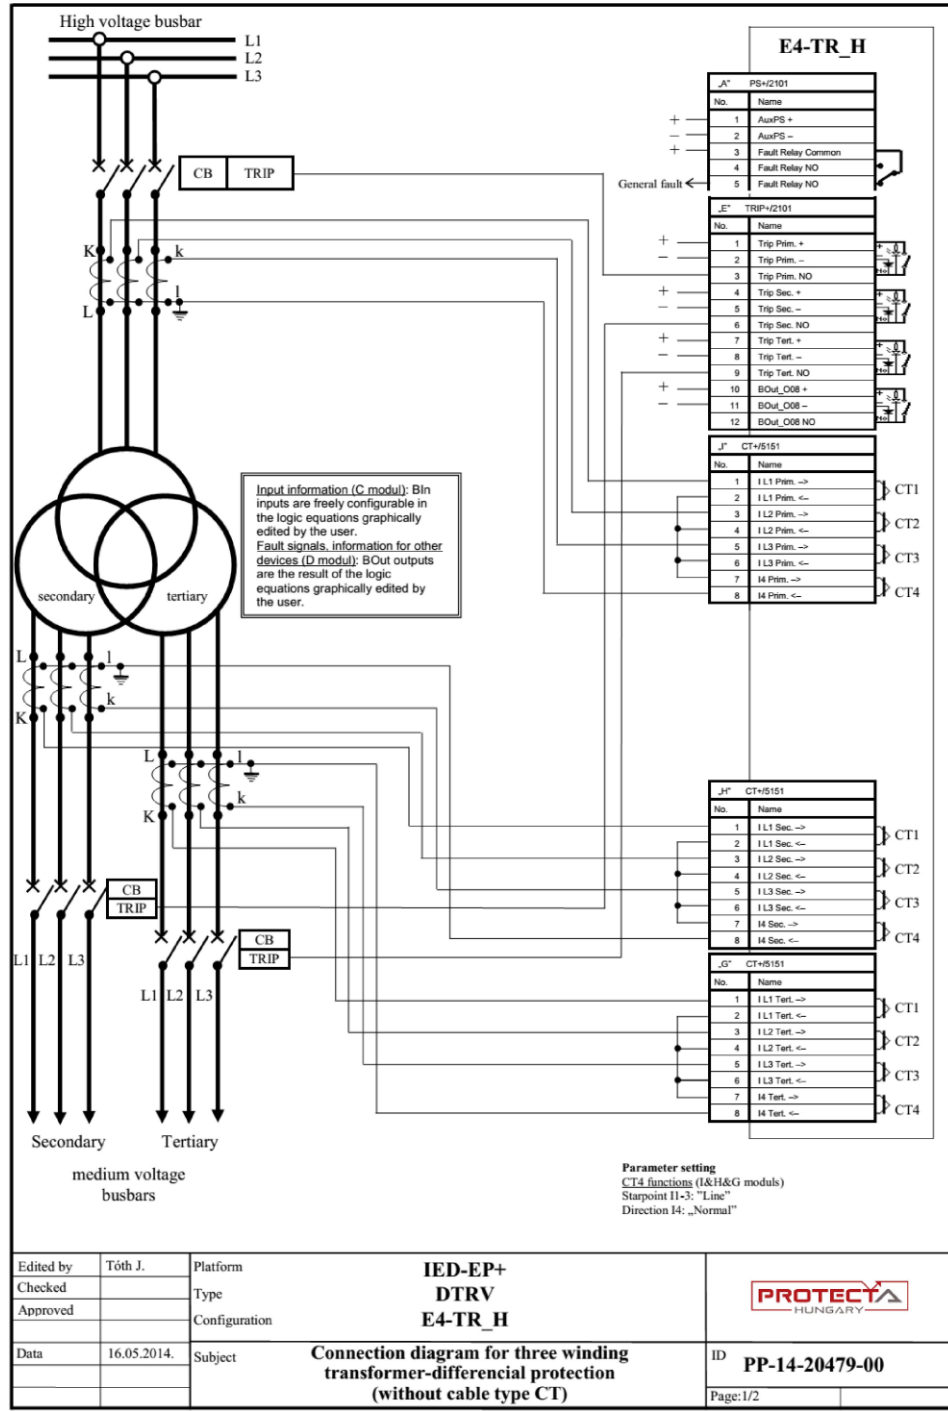 High voltage busbar
L1
L2
L3
E4-TR_H
CB TRIP
K
k
L
l
„A" PS+/2101
No. Name
+ 1 AuxPS +
– 2 AuxPS –
+ 3 Fault Relay Common
4 Fault Relay NO
General fault 5 Fault Relay NO
„E" TRIP+/2101
No. Name
+ 1 Trip Prim. +
– 2 Trip Prim. –
3 Trip Prim. NO
+ 4 Trip Sec. +
– 5 Trip Sec. –
6 Trip Sec. NO
+ 7 Trip Tert. +
– 8 Trip Tert. –
9 Trip Tert. NO
+ 10 BOut_O08 +
– 11 BOut_O08 –
12 BOut_O08 NO
„I" CT+/5151
No. Name
1 I L1 Prim. –>
2 I L1 Prim. <–
3 I L2 Prim. –>
4 I L2 Prim. <–
5 I L3 Prim. –>
6 I L3 Prim. <–
7 I4 Prim. –>
8 I4 Prim. <–
CT1
CT2
CT3
CT4
Input information (C modul): BIn
inputs are freely configurable in
the logic equations graphically
edited by the user.
Fault signals, information for other
devices (D modul): BOut outputs
are the result of the logic
equations graphically edited by
the user.
secondary
tertiary
L
l
k
K
L
l
k
K
„H" CT+/5151
No. Name
1 I L1 Sec. –>
2 I L1 Sec. <–
3 I L2 Sec. –>
4 I L2 Sec. <–
5 I L3 Sec. –>
6 I L3 Sec. <–
7 I4 Sec. –>
8 I4 Sec. <–
CT1
CT2
CT3
CT4
CB
TRIP
CB
TRIP
L1 L2 L3
L1 L2 L3
„G" CT+/5151
No. Name
1 I L1 Tert. –>
2 I L1 Tert. <–
3 I L2 Tert. –>
4 I L2 Tert. <–
5 I L3 Tert. –>
6 I L3 Tert. <–
7 I4 Tert. –>
8 I4 Tert. <–
CT1
CT2
CT3
CT4
Secondary
Tertiary
medium voltage
busbars
Parameter setting
CT4 functions (I&H&G moduls)
Starpoint I1-3: "Line"
Direction I4: „Normal"
Edited by Tóth J.
Checked
Approved
Data 16.05.2014.
Platform IED-EP+
Type DTRV
Configuration E4-TR_H
Subject Connection diagram for three winding
transformer-differencial protection
(without cable type CT)
PROTECTA
HUNGARY
ID PP-14-20479-00
Page:1/2